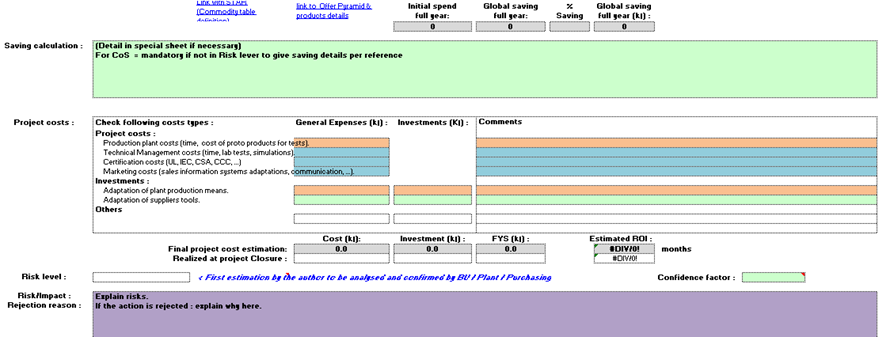 Link with START
(Commodity table
definition)
link to Offer Pyramid &
products details
Initial spend
full year:
Global saving
full year:
%
Saving
Global saving
full year (k¢) :
0
0
0
Saving calculation :
(Detail in special sheet if necessary)
For CoS = mandatory if not in Risk lever to give saving details per reference
Project costs :
Check following costs types :
General Expenses (k¢) :
Investments (K¢) :
Comments
Project costs :
Production plant costs (time, cost of proto products for tests).
Technical Management costs (time, lab tests, simulations).
Certification costs (UL, IEC, CSA, CCC, ...)
Marketing costs (sales information systems adaptations, communication, ...).
Investments :
Adaptation of plant production means.
Adaptation of suppliers tools.
Others
Cost (k¢):
Investment (k¢) :
FYS (k¢) :
Estimated ROI :
Final project cost estimation:
0.0
0.0
0.0
#DIV/0!
months
Realized at project Closure :
#DIV/0!
Risk level :
< First estimation by the author to be analysed and confirmed by BU / Plant / Purchasing
Confidence factor :
Risk/Impact :
Rejection reason :
Explain risks.
If the action is rejected : explain why here.